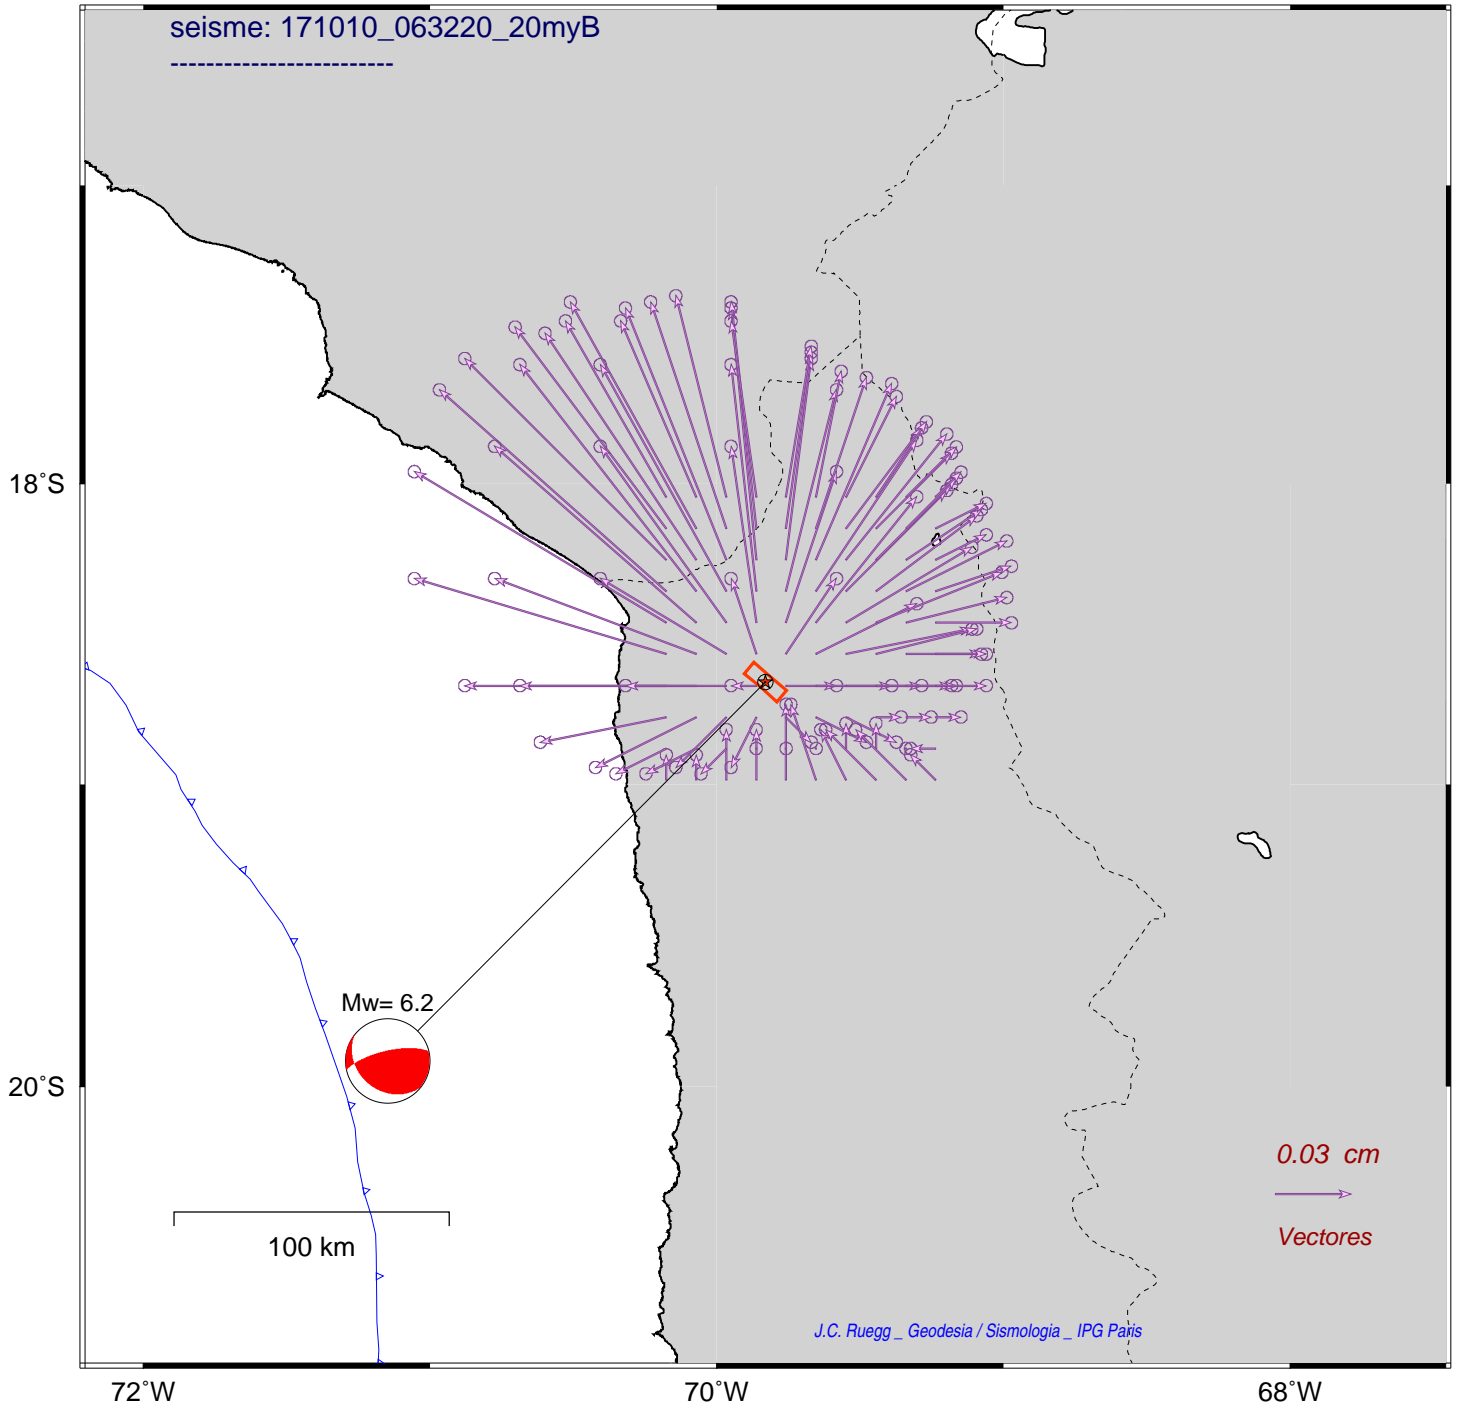 seisme: 171010_063220_20myB
-------------------------
18°S
Mw= 6.2
20°S
0.03 cm
Vectores
100 km
J.C. Ruegg _ Geodesia / Sismologia _ IPG Paris
72°W
70°W
68°W